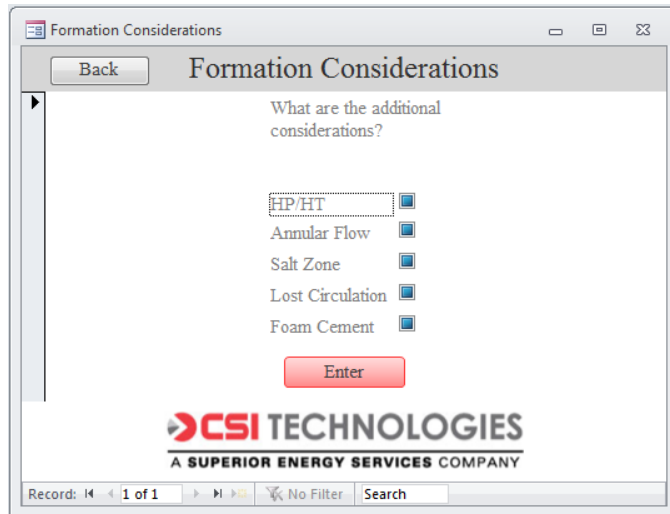 Formation Considerations
Back
Formation Considerations
What are the additional
considerations?
HP/HT
Annular Flow
Salt Zone
Lost Circulation
Foam Cement
Enter
CSI TECHNOLOGIES
A SUPERIOR ENERGY SERVICES COMPANY
Record: 1 of 1 No Filter Search